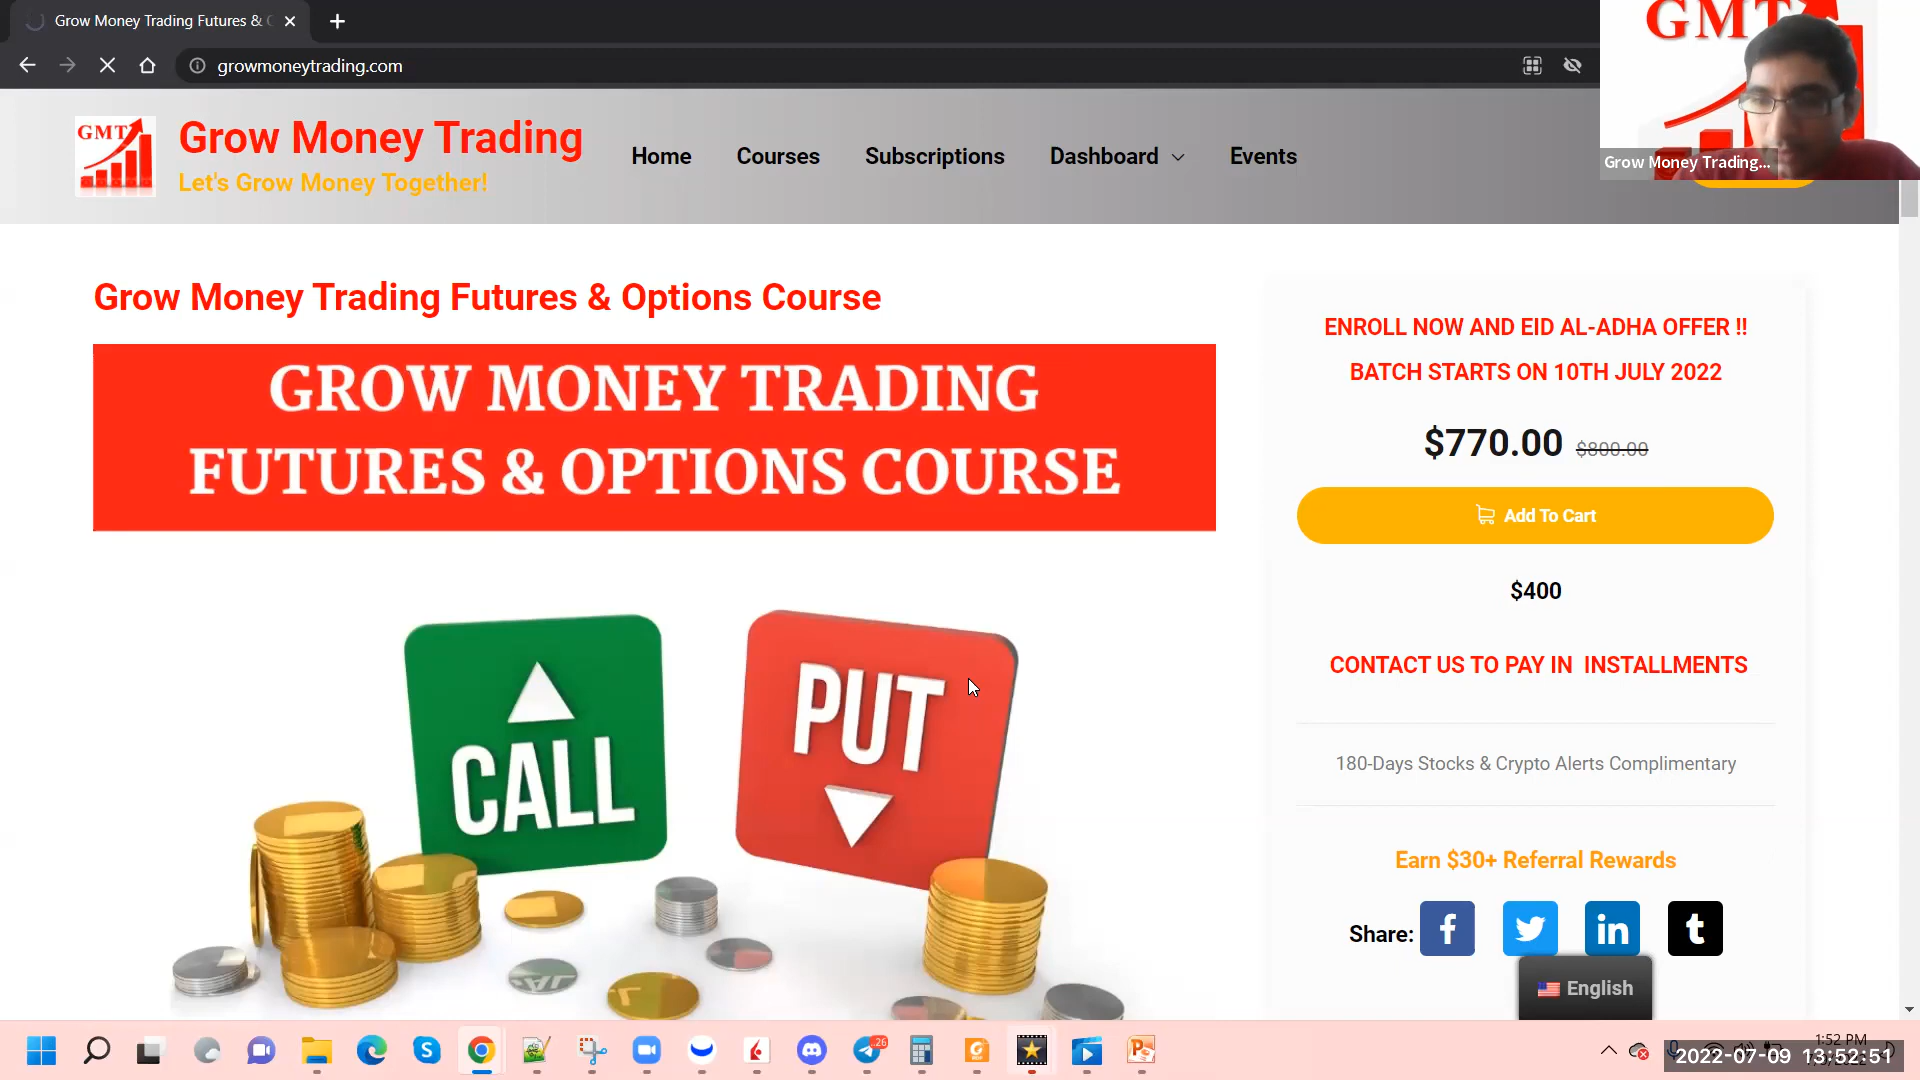 Grow Money Trading Futures &
growmoneytrading.com
GMT
Grow Money Trading...
GMT
Grow Money Trading
Let's Grow Money Together!
Home
Courses
Subscriptions
Dashboard
Events
Grow Money Trading Futures & Options Course
GROW MONEY TRADING
FUTURES & OPTIONS COURSE
CALL
PUT
ENROLL NOW AND EID AL-ADHA OFFER !!
BATCH STARTS ON 10TH JULY 2022
$770.00 $800.00
Add To Cart
$400
CONTACT US TO PAY IN INSTALLMENTS
180-Days Stocks & Crypto Alerts Complimentary
Earn $30+ Referral Rewards
Share:
English
26
1:52 PM
2022-07-09 13:52:51